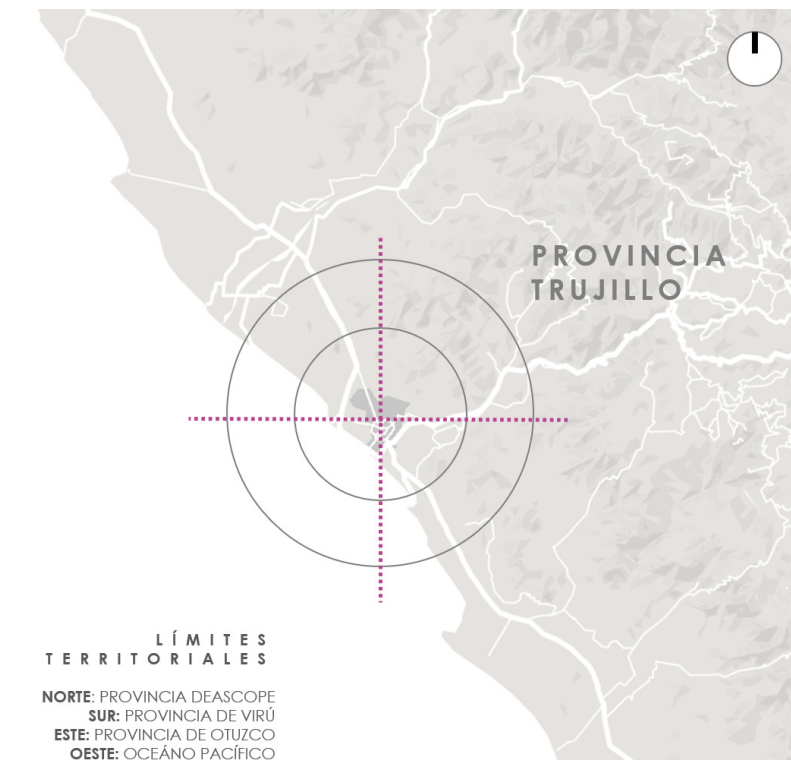 PROVINCIA
TRUJILLO
LÍMITES
TERRITORIALES
NORTE: PROVINCIA DEASCOPE
SUR: PROVINCIA DE VIRÚ
ESTE: PROVINCIA DE OTUZCO
OESTE: OCEÁNO PACÍFICO